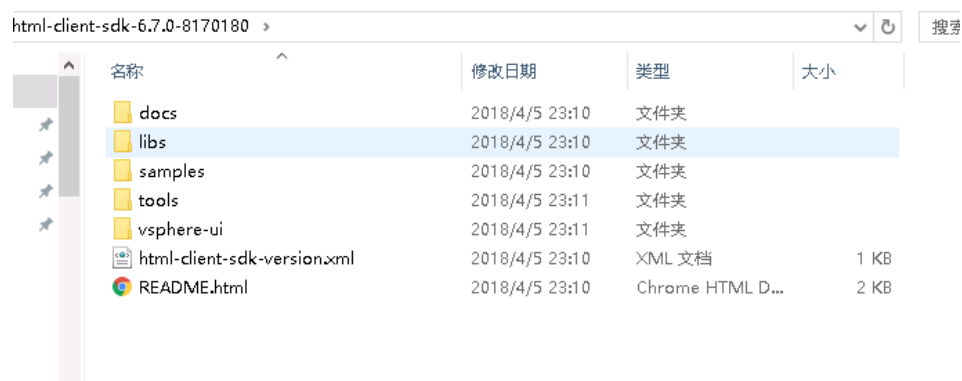 html-client-sdk-6.7.0-8170180 搜索
名称 修改日期 类型 大小
docs 2018/4/5 23:10 文件夹
libs 2018/4/5 23:10 文件夹
samples 2018/4/5 23:10 文件夹
tools 2018/4/5 23:11 文件夹
vsphere-ui 2018/4/5 23:11 文件夹
html-client-sdk-version.xml 2018/4/5 23:10 XML 文档 1 KB
README.html 2018/4/5 23:10 Chrome HTML D... 2 KB